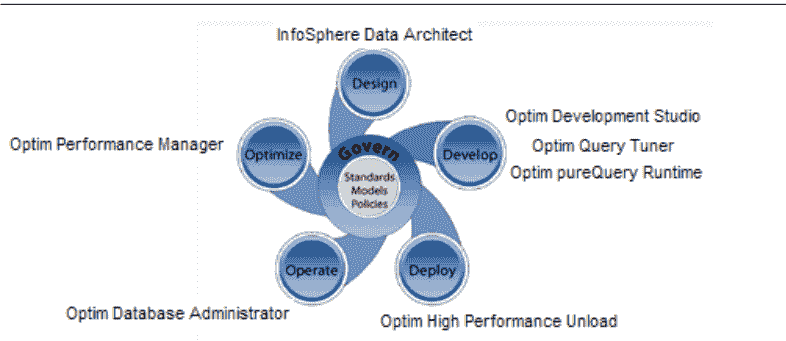 InfoSphere Data Architect
Design
Optim Development Studio
Optim Performance Manager
Optimize
Govern
Develop
Optim Query Tuner
Optim pureQuery Runtime
Standards
Models
Policies
Operate
Deploy
Optim Database Administrator
Optim High Performance Unload